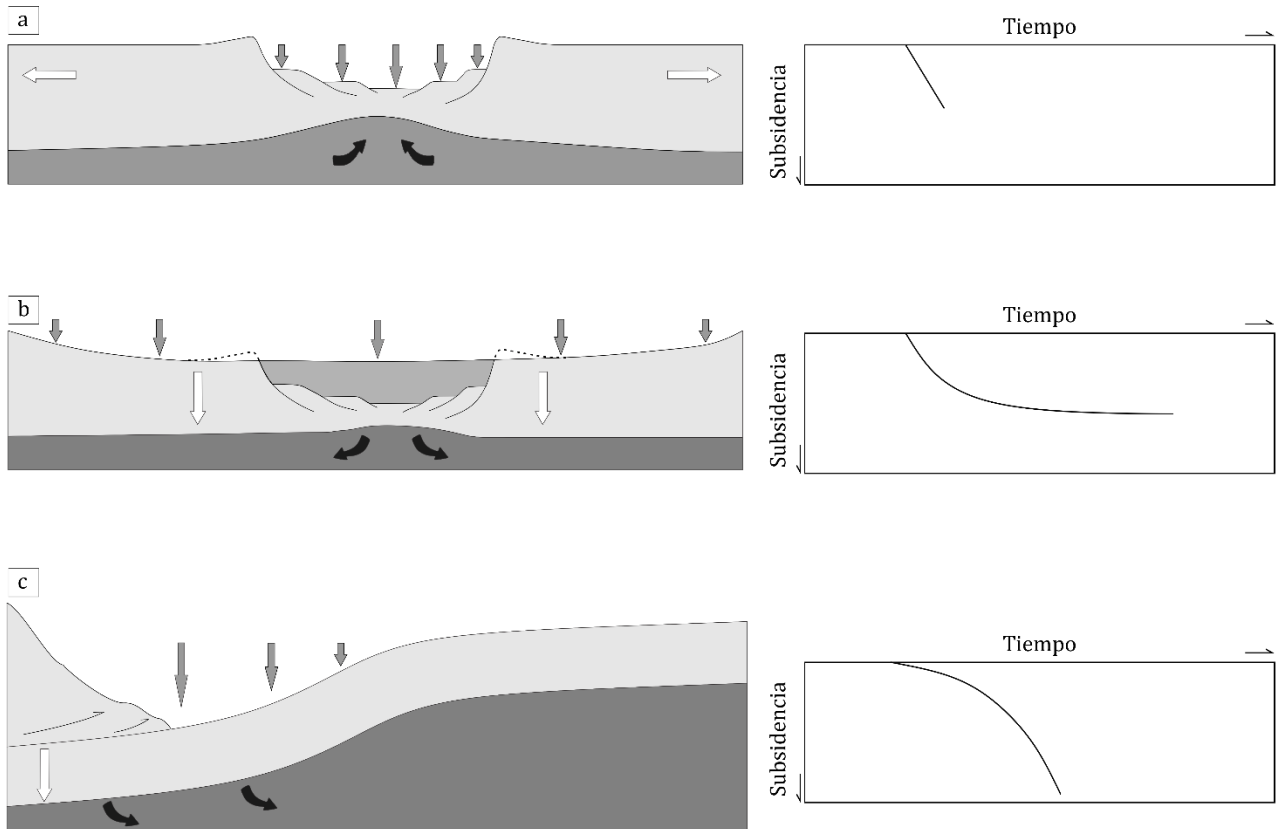 a
Tiempo
Subsidencia
b
Tiempo
Subsidencia
c
Tiempo
Subsidencia